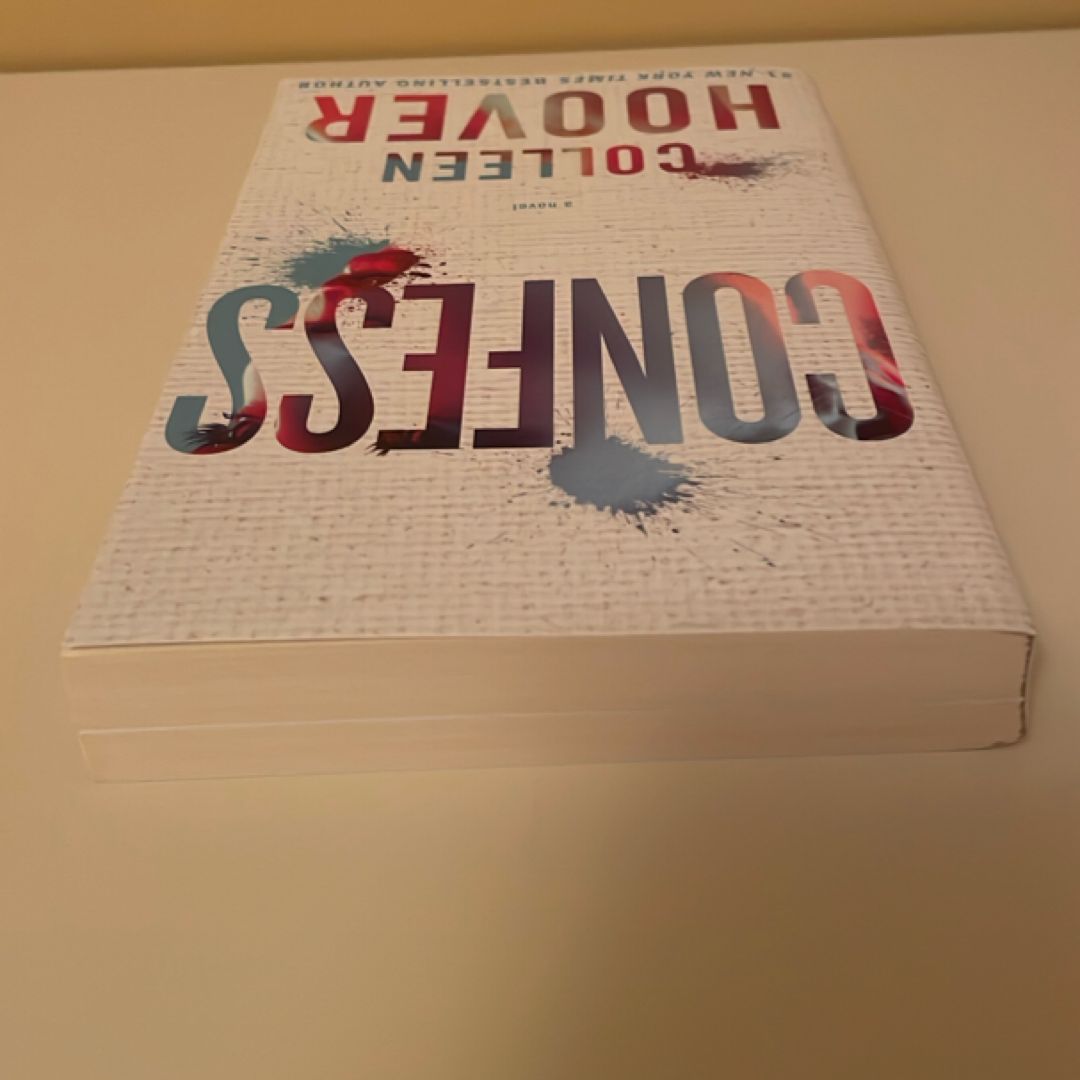 #1 NEW YORK TIMES BESTSELLING AUTHOR
COLLEEN
HOOVER
a novel
CONFESS